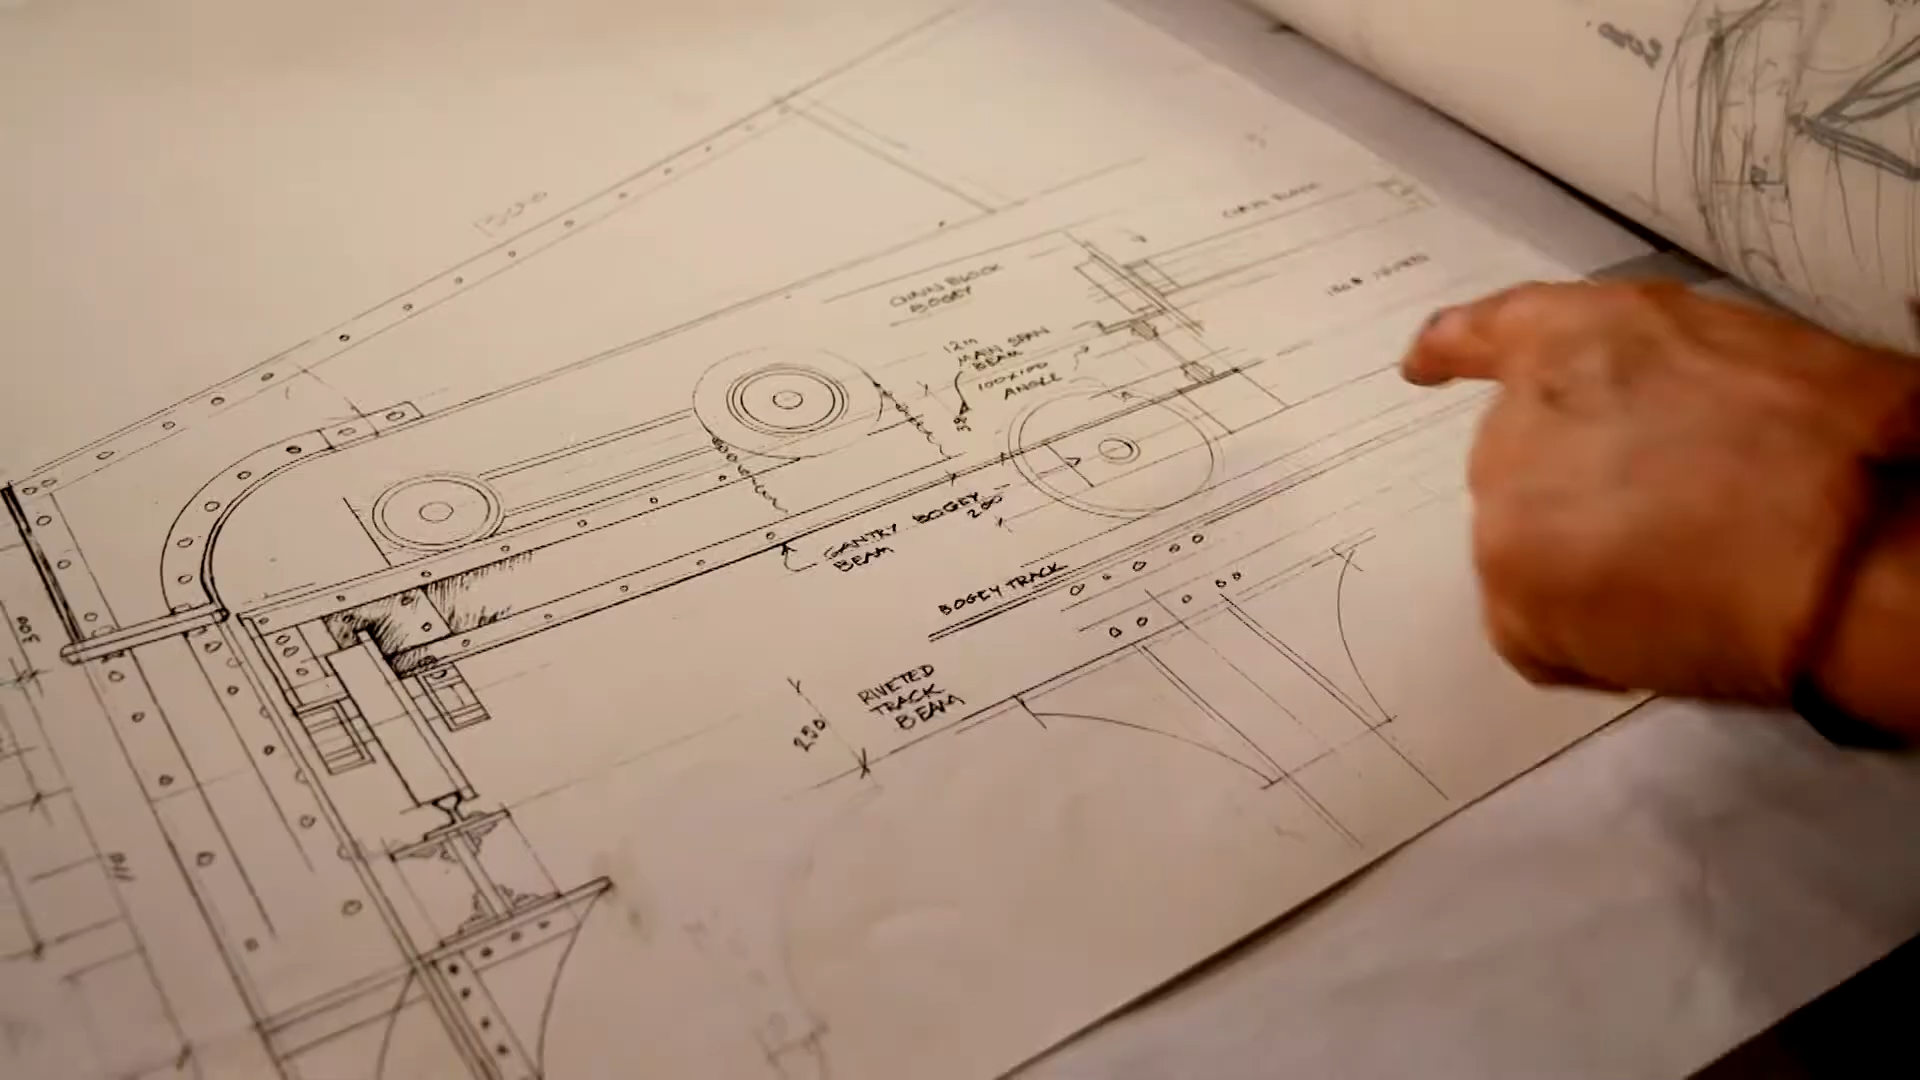 CHAIN BLOCK
BOGEY
12m
MAIN SPAN
BEAM
100X100
ANGLE
GANTRY BOGEY
BEAM
200
BOGEY TRACK
RIVETED
TRACK
BEAM
250
300